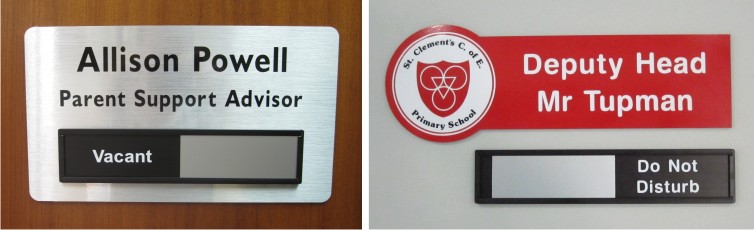 Allison Powell
Parent Support Advisor
Vacant
St. Clement's C. of E.
Primary School
Deputy Head
Mr Tupman
Do Not
Disturb